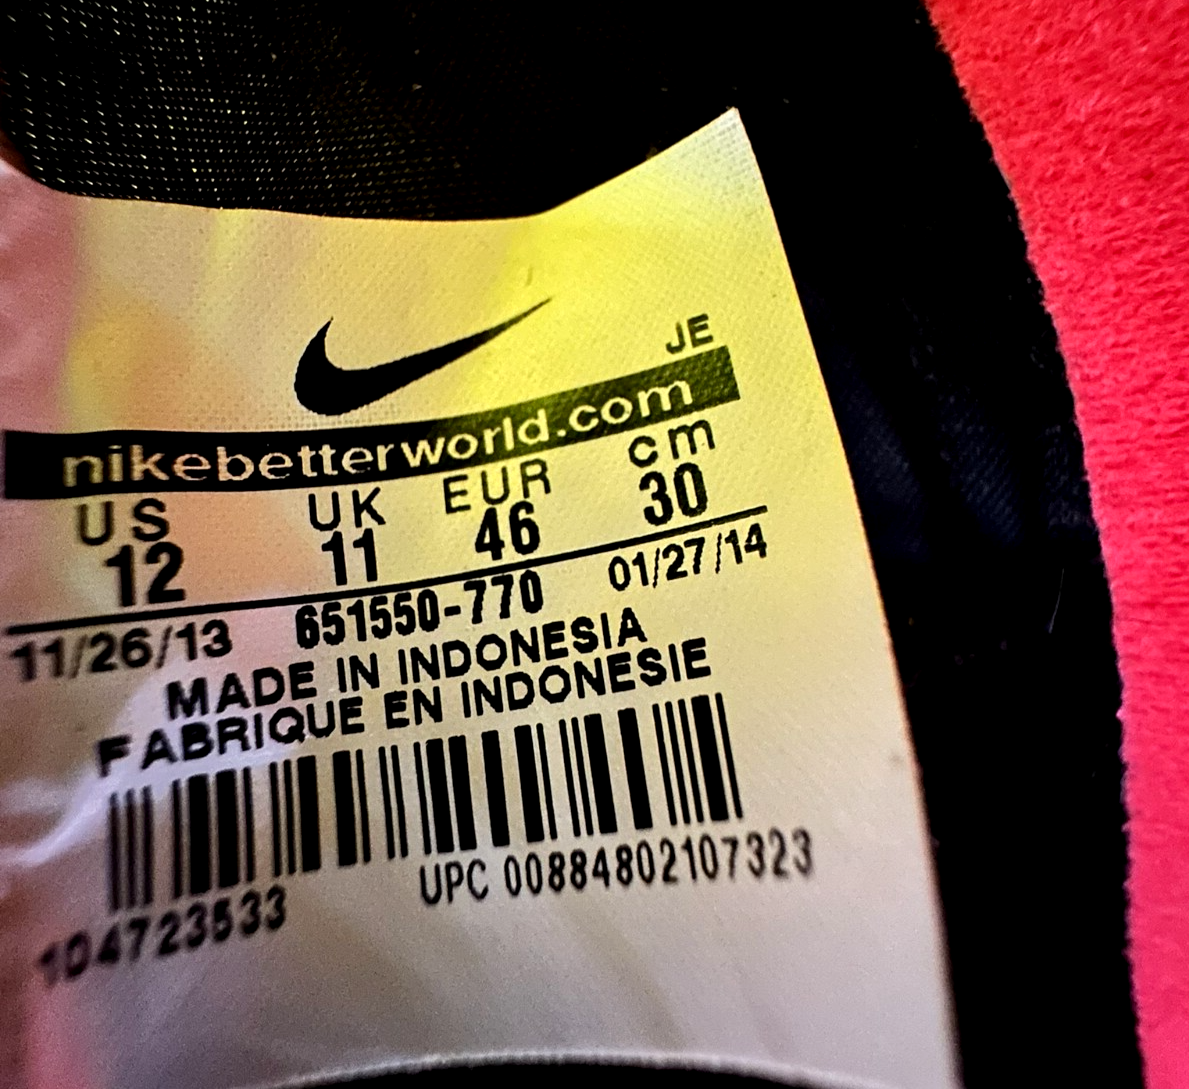 JE
nikebetterworld.com
US UK EUR cm
12 11 46 30
11/26/13 651550-770 01/27/14
MADE IN INDONESIA
FABRIQUE EN INDONESIE
UPC 00884802107323
1D4723533